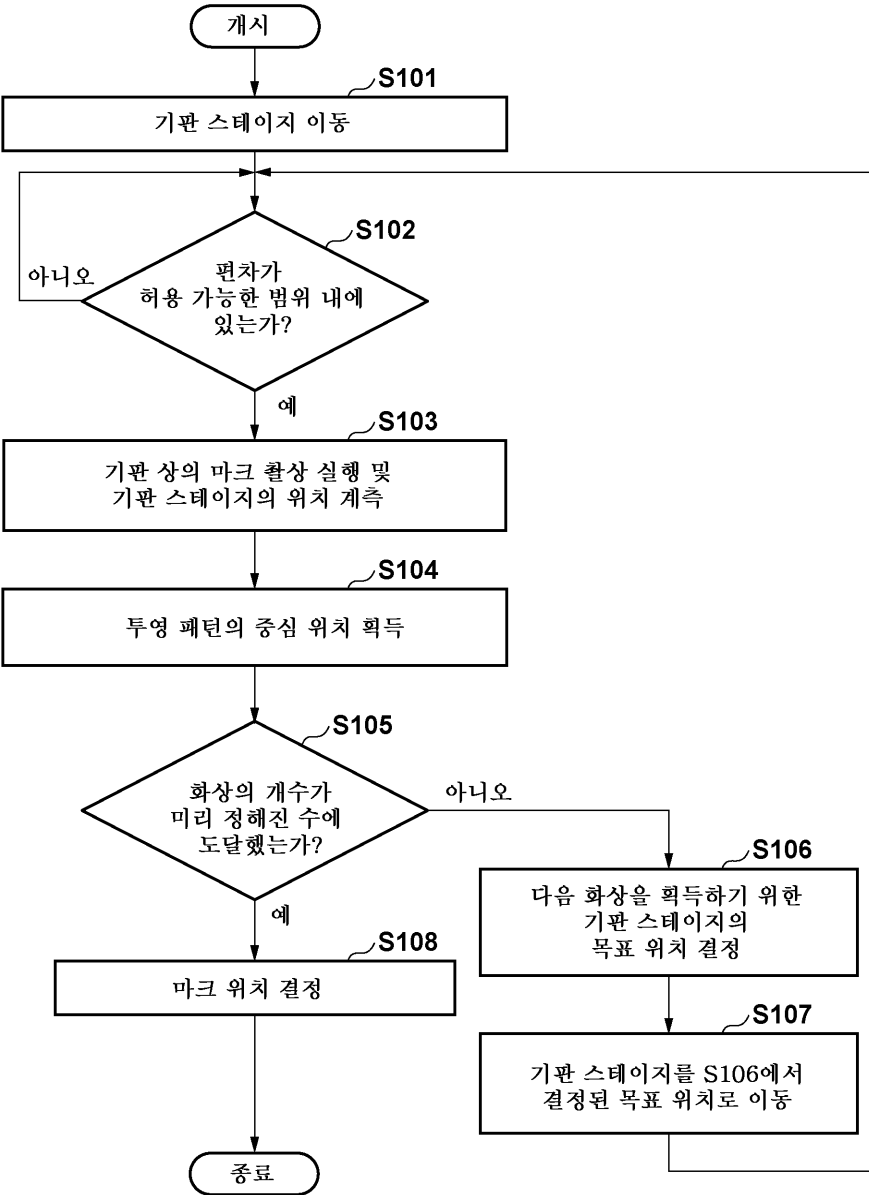 개시
S101
기판 스테이지 이동
S102
편차가
허용 가능한 범위 내에
있는가?
아니오
예
S103
기판 상의 마크 촬상 실행 및
기판 스테이지의 위치 계측
S104
투영 패턴의 중심 위치 획득
S105
화상의 개수가
미리 정해진 수에
도달했는가?
아니오
예
S106
다음 화상을 획득하기 위한
기판 스테이지의
목표 위치 결정
S107
기판 스테이지를 S106에서
결정된 목표 위치로 이동
S108
마크 위치 결정
종료